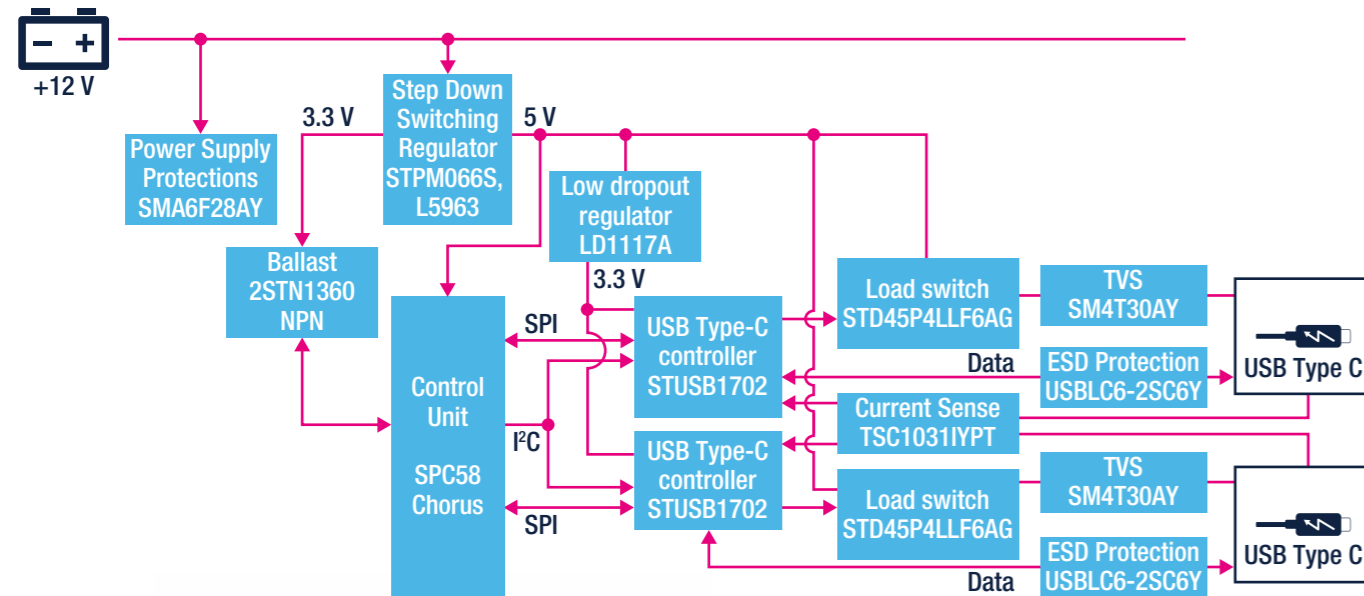 +12 V
Power Supply
Protections
SMA6F28AY
3.3 V
Step Down
Switching
Regulator
STPM066S,
L5963
5 V
Low dropout
regulator
LD1117A
3.3 V
Ballast
2STN1360
NPN
Control
Unit
SPC58
Chorus
SPI
I²C
SPI
USB Type-C
controller
STUSB1702
USB Type-C
controller
STUSB1702
Load switch
STD45P4LLF6AG
Data
Current Sense
TSC1031IYPT
Load switch
STD45P4LLF6AG
Data
TVS
SM4T30AY
ESD Protection
USBLC6-2SC6Y
TVS
SM4T30AY
ESD Protection
USBLC6-2SC6Y
USB Type C
USB Type C